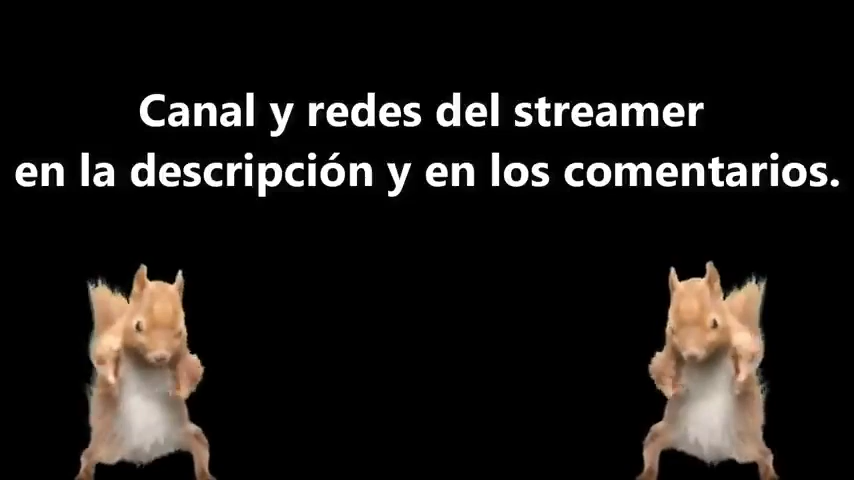 Canal y redes del streamer
en la descripción y en los comentarios.